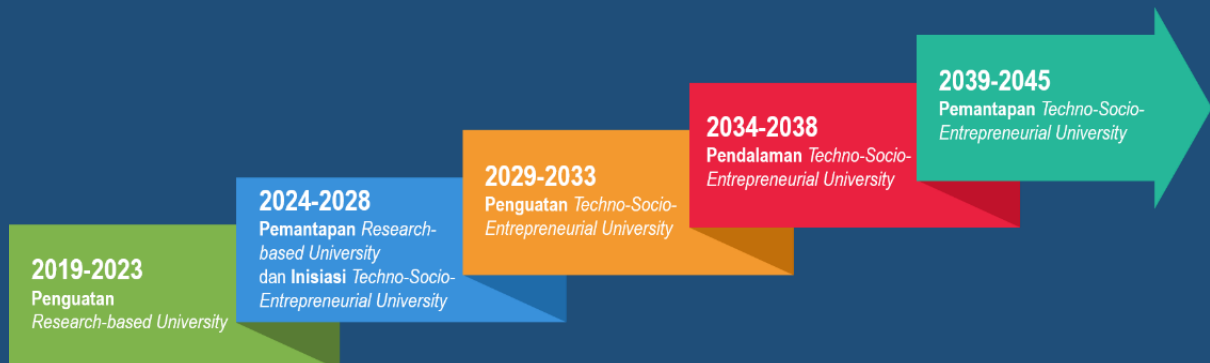 2019-2023
Penguatan
Research-based University
2024-2028
Pemantapan Research-
based University
dan Inisiasi Techno-Socio-
Entrepreneurial University
2029-2033
Penguatan Techno-Socio-
Entrepreneurial University
2034-2038
Pendalaman Techno-Socio-
Entrepreneurial University
2039-2045
Pemantapan Techno-Socio-
Entrepreneurial University